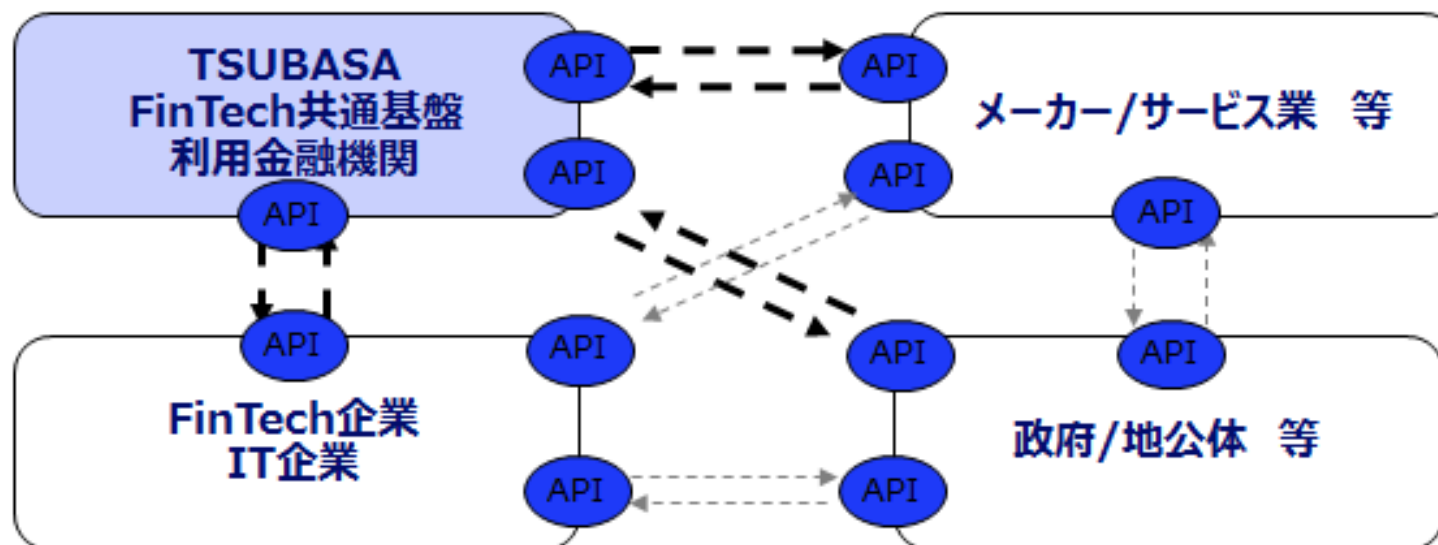 TSUBASA
FinTech共通基盤
利用金融機関
API
API
API
API
API
API
メーカー/サービス業 等
API
API
API
FinTech企業
IT企業
API
API
API
政府/地公体 等